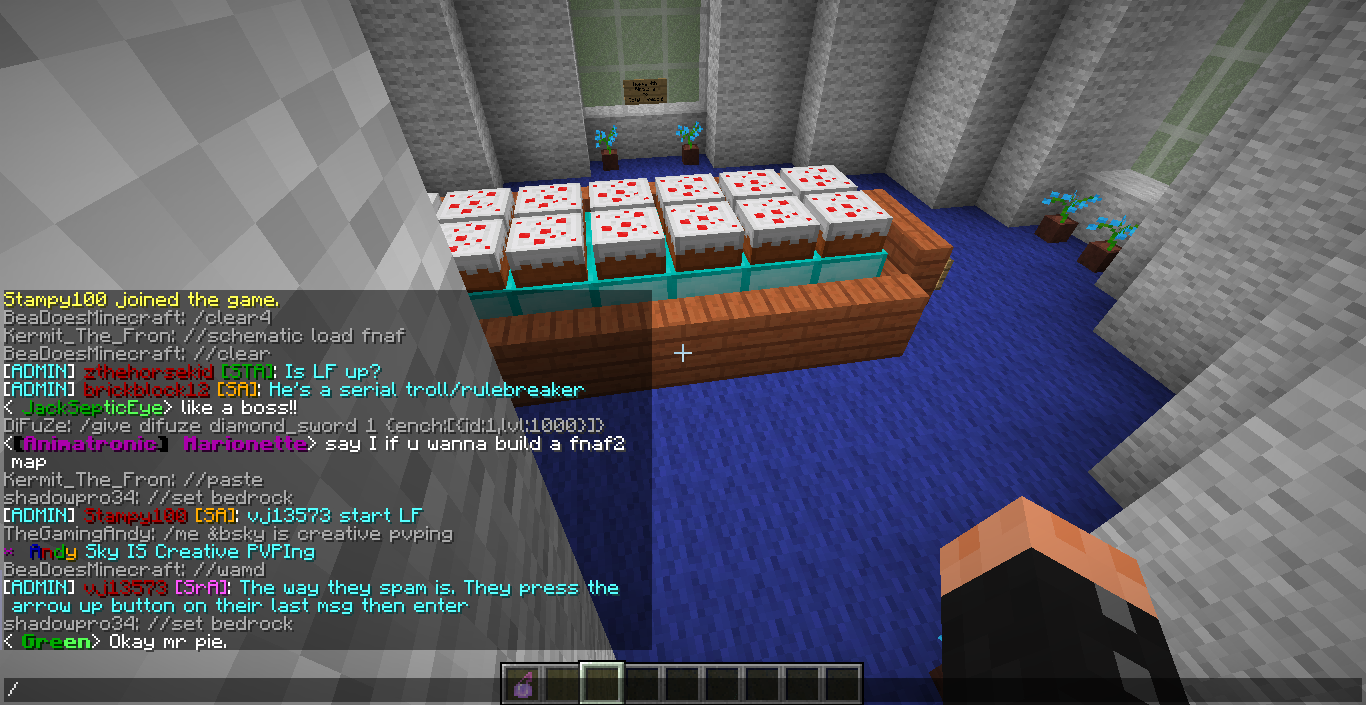 Stampy100 joined the game.
BeaDoesMinecraft: /clear4
Kermit_The_Fron: //schematic load fnaf
BeaDoesMinecraft: //clear
[ADMIN] zthehorsekid [STA]: Is LF up?
[ADMIN] brickblock12 [SA]: He's a serial troll/rulebreaker
< JackSepticEye> like a boss!!
DiFuZe: /give difuze diamond_sword 1 {ench:[{id:1,lvl:1000}]}
<[Animatronic] Marionette> say I if u wanna build a fnaf2
map
Kermit_The_Fron: //paste
shadowpro34: //set bedrock
[ADMIN] Stampy100 [SA]: vj13573 start LF
TheGamingAndy: /me &bsky is creative pvping
* Andy Sky IS Creative PVPIng
BeaDoesMinecraft: //wamd
[ADMIN] vj13573 [SrA]: The way they spam is. They press the
arrow up button on their last msg then enter
shadowpro34: //set bedrock
< Green> Okay mr pie.
/